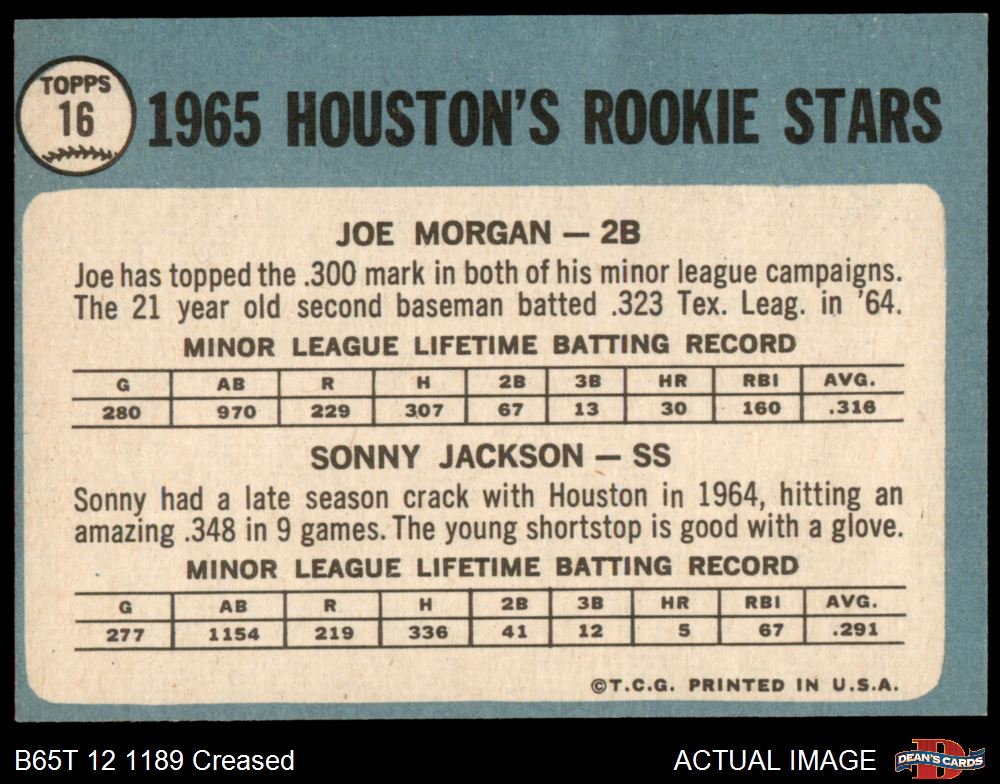 TOPPS
16
1965 HOUSTON'S ROOKIE STARS
JOE MORGAN — 2B
Joe has topped the .300 mark in both of his minor league campaigns.
The 21 year old second baseman batted .323 Tex. Leag. in '64.
MINOR LEAGUE LIFETIME BATTING RECORD
G AB R H 2B 3B HR RBI AVG.
280 970 229 307 67 13 30 160 .316
SONNY JACKSON — SS
Sonny had a late season crack with Houston in 1964, hitting an
amazing .348 in 9 games. The young shortstop is good with a glove.
MINOR LEAGUE LIFETIME BATTING RECORD
G AB R H 2B 3B HR RBI AVG.
277 1154 219 336 41 12 5 67 .291
©T.C.G. PRINTED IN U.S.A.
B65T 12 1189 Creased
ACTUAL IMAGE
D
DEAN'S CARDS